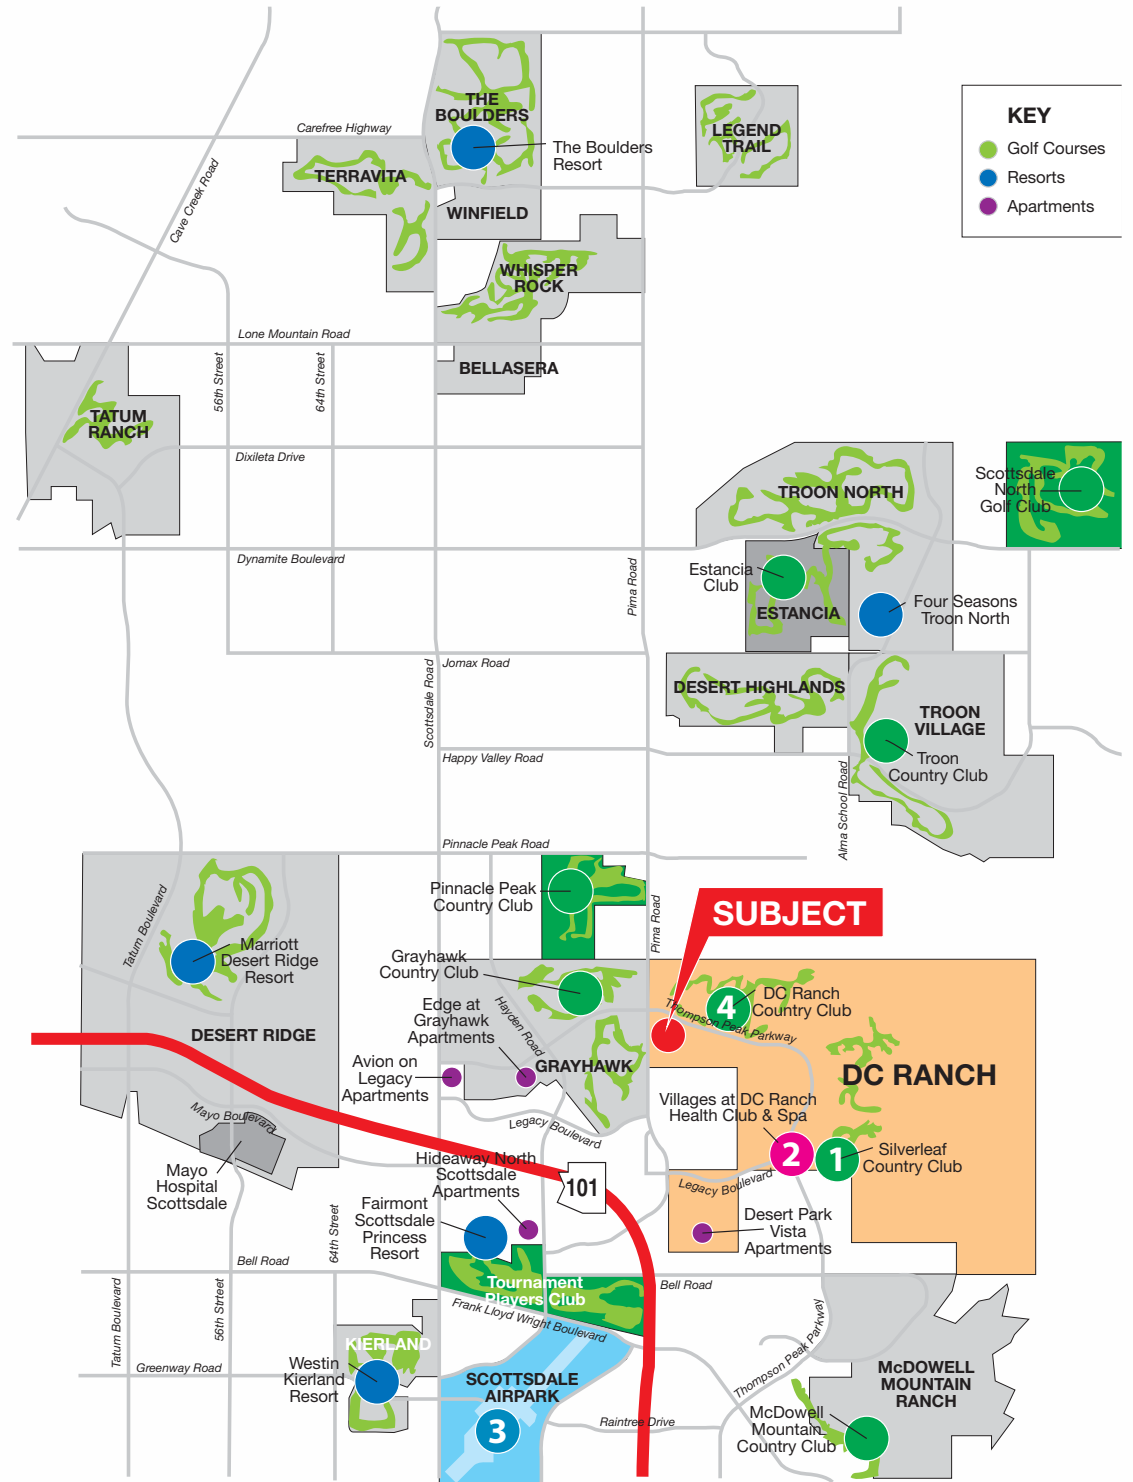 THE
BOULDERS
The Boulders
Resort
LEGEND
TRAIL
KEY
Golf Courses
Resorts
Apartments
Carefree Highway
TERRAVITA
Cave Creek Road
WINFIELD
WHISPER
ROCK
Lone Mountain Road
BELLASERA
56th Street
64th Street
TATUM
RANCH
Dixileta Drive
TROON NORTH
Scottsdale
North
Golf Club
Dynamite Boulevard
Pima Road
Estancia
Club
ESTANCIA
Four Seasons
Troon North
Jomax Road
Scottsdale Road
DESERT HIGHLANDS
TROON
VILLAGE
Troon
Country Club
Happy Valley Road
Alma School Road
Pinnacle Peak Road
Pinnacle Peak
Country Club
SUBJECT
Pima Road
Tatum Boulevard
Marriott
Desert Ridge
Resort
Grayhawk
Country Club
Hayden Road
Edge at
Grayhawk
Apartments
4
DC Ranch
Country Club
Thompson Peak Parkway
DESERT RIDGE
GRAYHAWK
DC RANCH
Avion on
Legacy
Apartments
Villages at DC Ranch
Health Club & Spa
Mayo Boulevard
Legacy Boulevard
2
1
Silverleaf
Country Club
Mayo
Hospital
Scottsdale
Hideaway North
Scottsdale
Apartments
101
Legacy Boulevard
Fairmont
Scottsdale
Princess
Resort
64th Street
Desert Park
Vista
Apartments
Bell Road
Bell Road
Tournament
Players Club
Frank Lloyd Wright Boulevard
Tatum Boulevard
56th Strteet
KIERLAND
Thompson Peak Parkway
Greenway Road
Westin
Kierland
Resort
SCOTTSDALE
AIRPARK
3
McDOWELL
MOUNTAIN
RANCH
Raintree Drive
McDowell
Mountain
Country Club